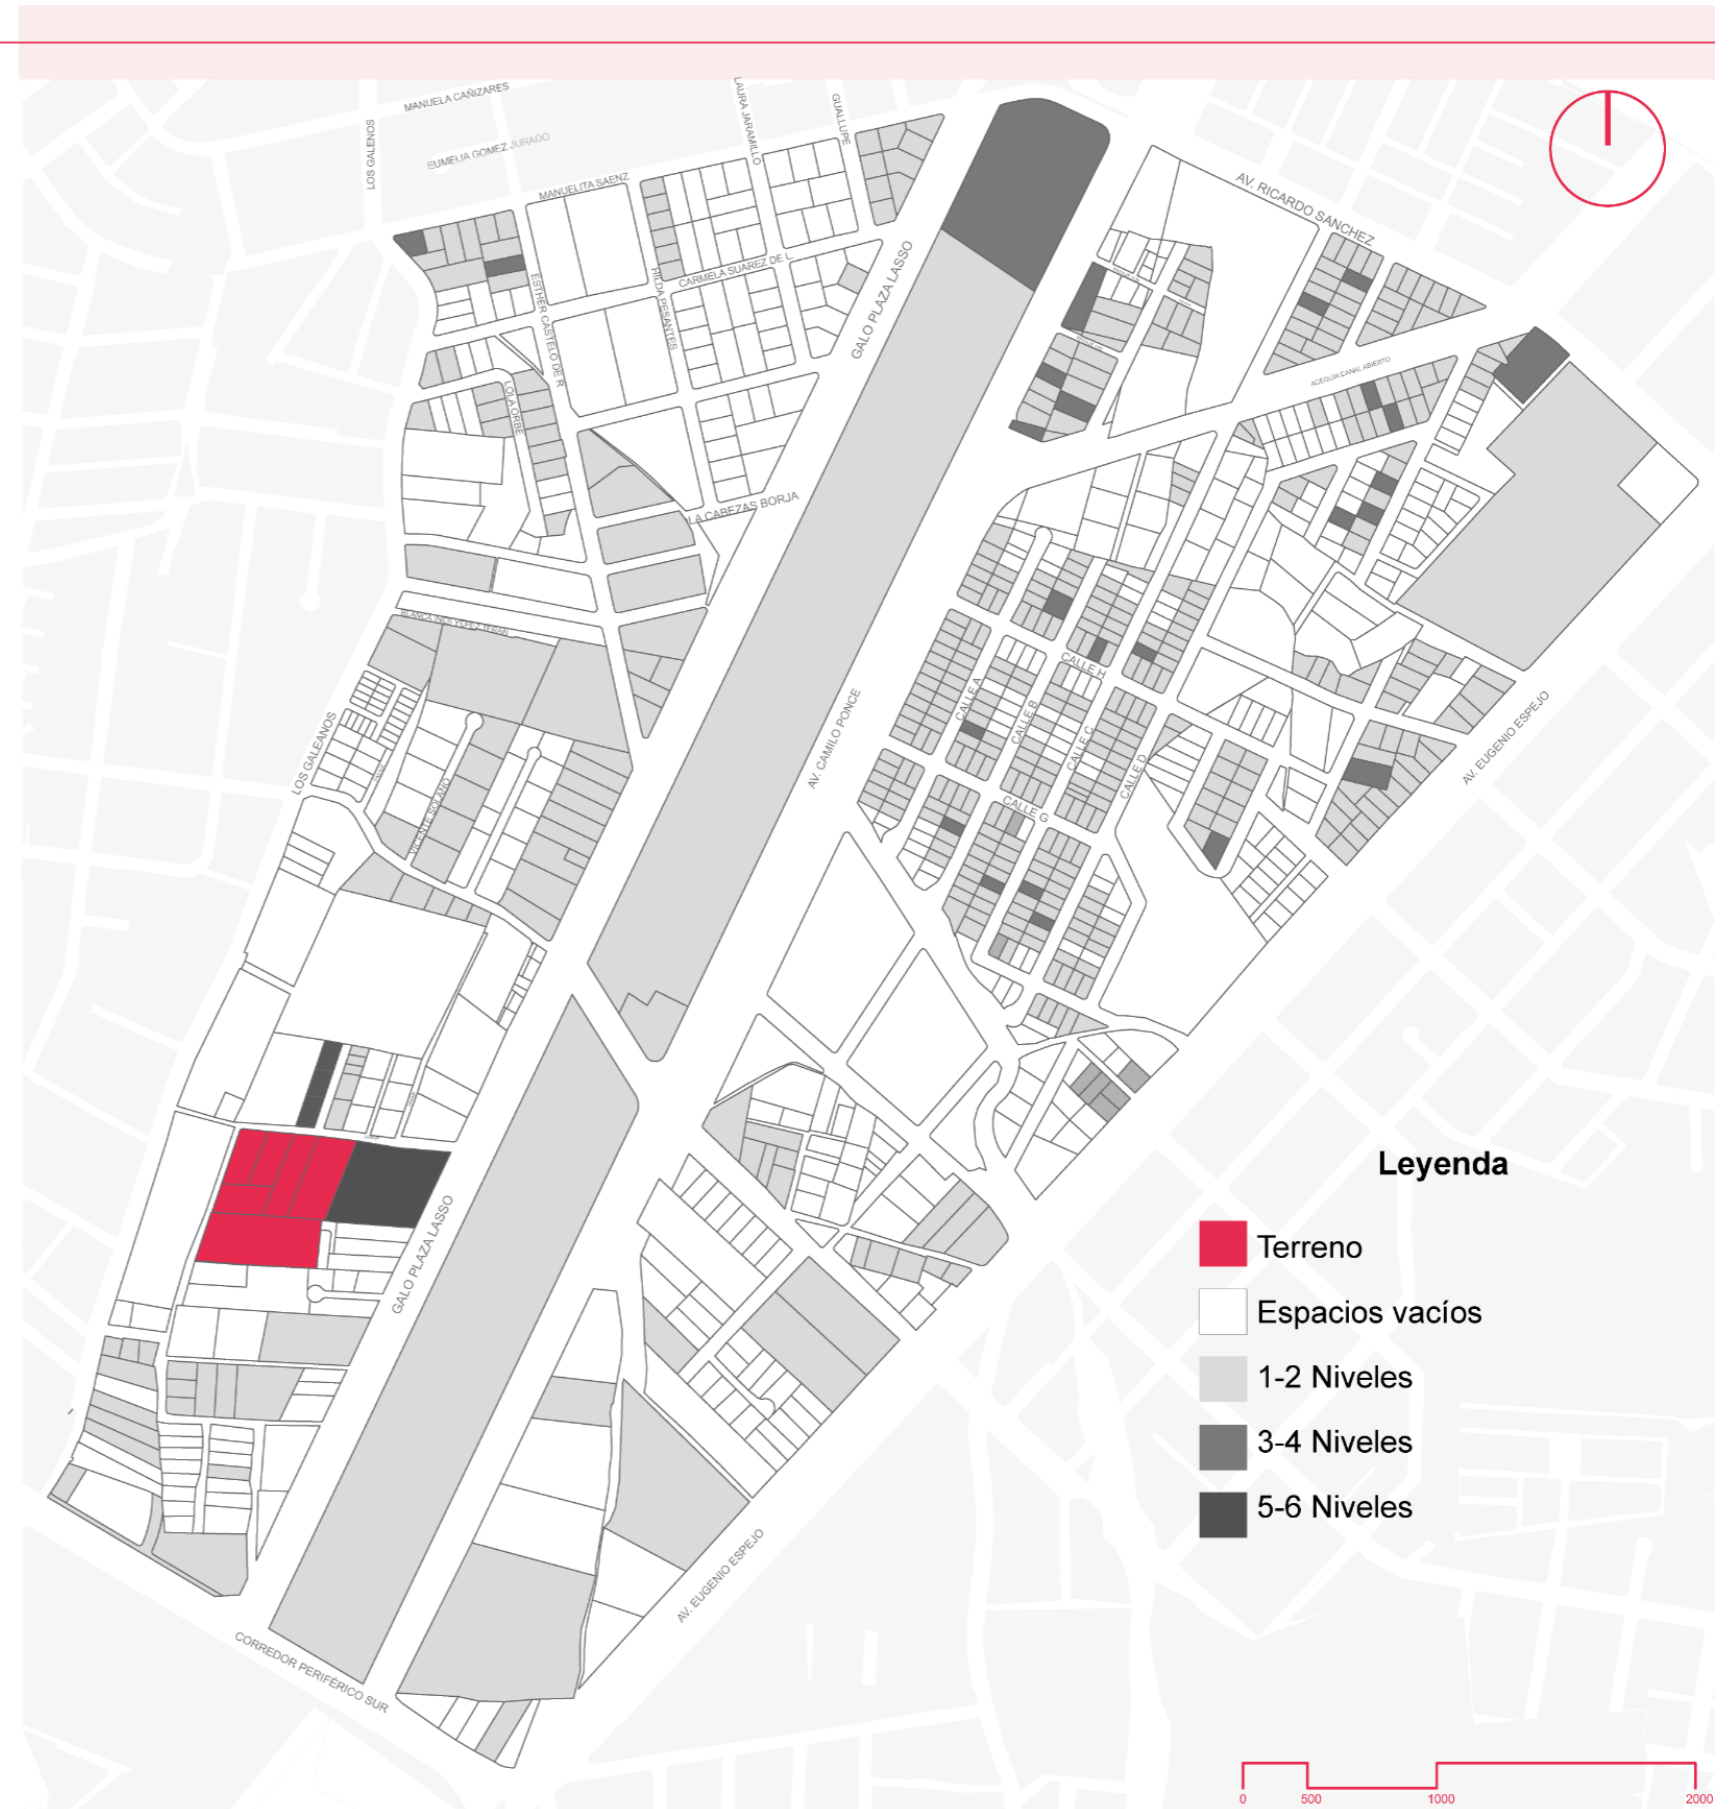 MANUELA CAÑIZARES
LAURA JARAMILLO
GUALLUPE
LOS GALENOS
EUMELIA GOMEZ JURADO
MANUELITA SAENZ
AV. RICARDO SANCHEZ
CARMELA SUAREZ DE L.
HILDA PESANTES
ESTHER CASTELO DE R
GALO PLAZA LASSO
ACEQUIA CANAL ABIERTO
LOLA ORBE
LA CABEZAS BORJA
CALLE H
CALLE A
CALLE B
CALLE C
CALLE D
AV. CAMILO PONCE
LOS GALEANOS
AV. EUGENIO ESPEJO
VICENTE SOLANO
CALLE G
Leyenda
Terreno
Espacios vacíos
1-2 Niveles
3-4 Niveles
5-6 Niveles
GALO PLAZA LASSO
AV. EUGENIO ESPEJO
CORREDOR PERIFÉRICO SUR
0 500 1000 2000